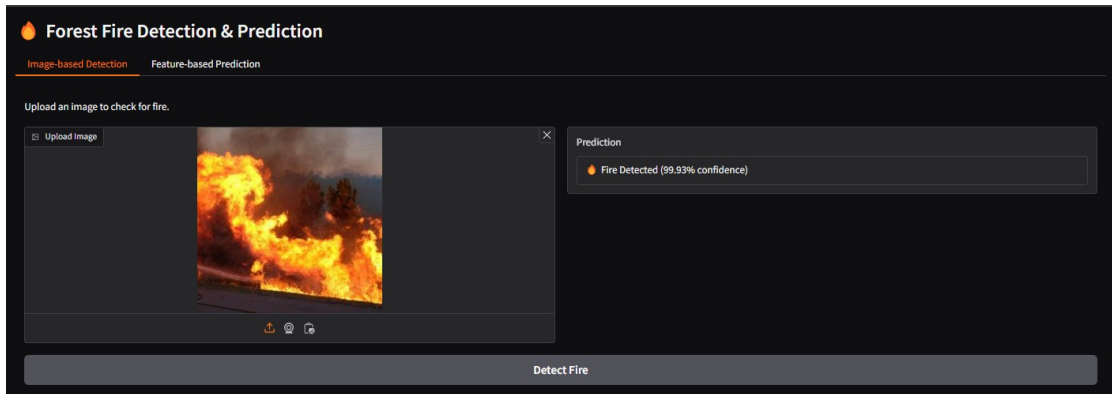 🔥 Forest Fire Detection & Prediction
Image-based Detection Feature-based Prediction
Upload an image to check for fire.
Upload Image
Prediction
🔥 Fire Detected (99.93% confidence)
Detect Fire